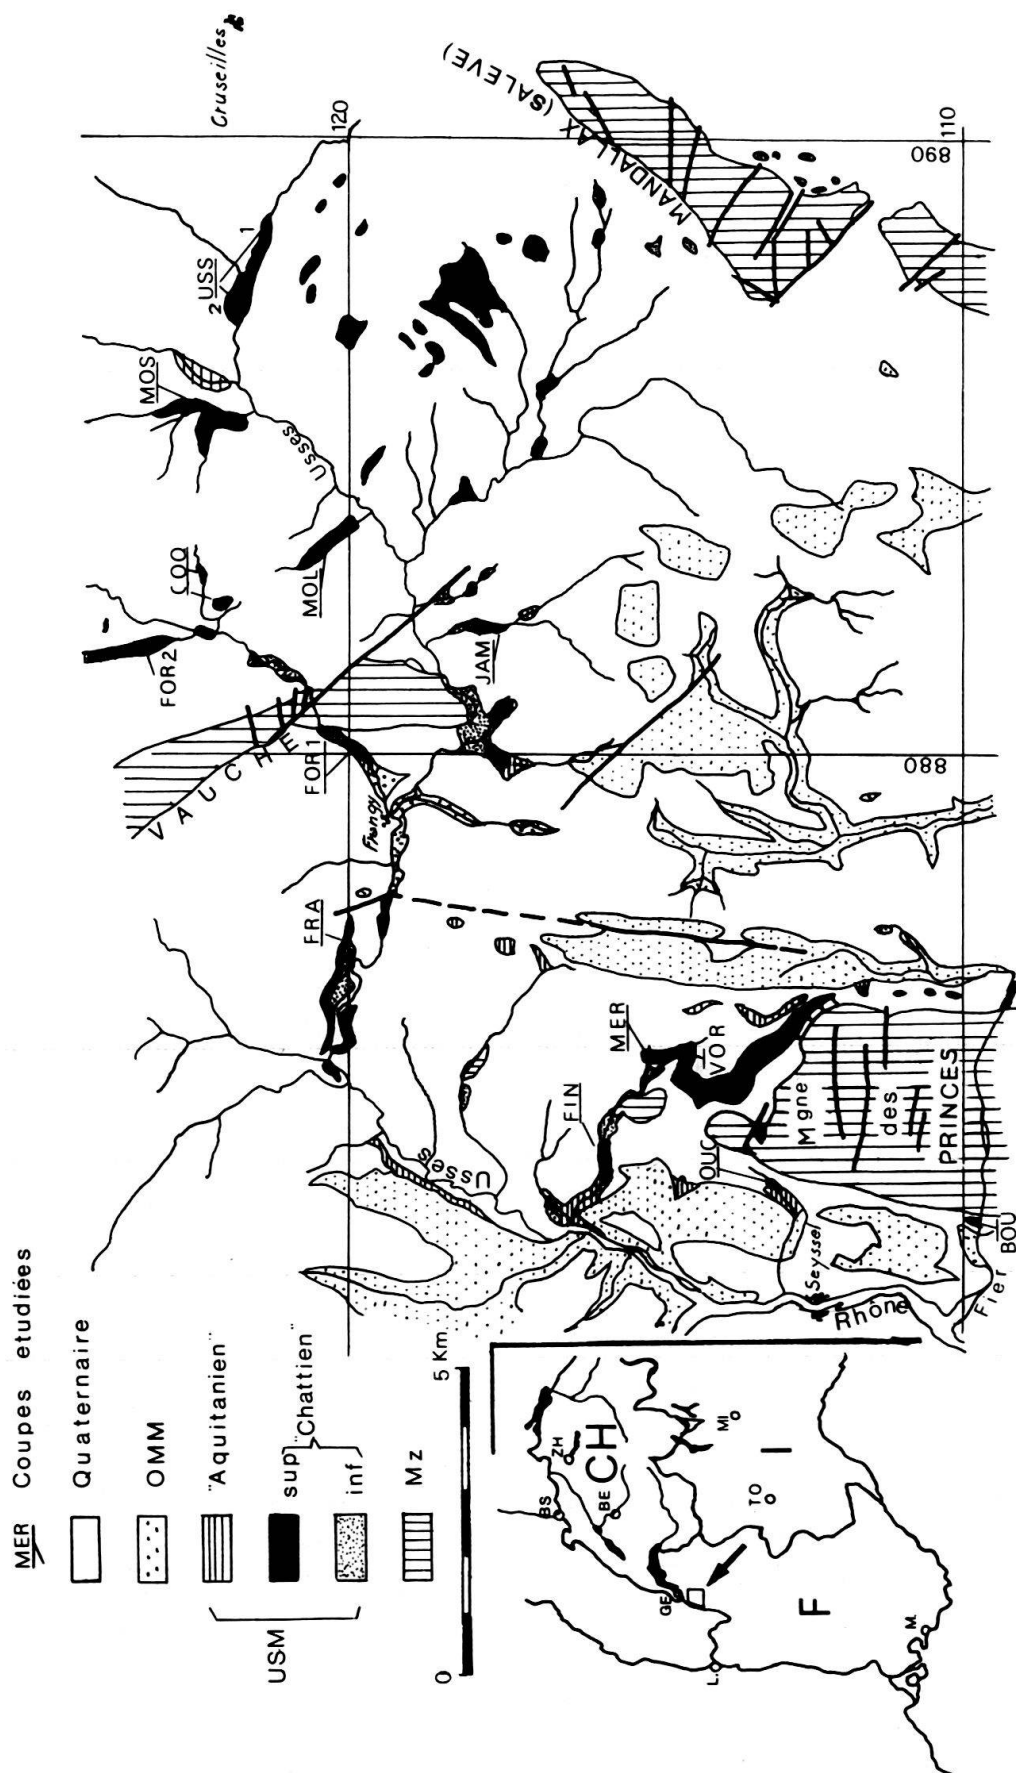 MER Coupes etudiées
Quaternaire
OMM
"Aquitanien"
sup
"Chattien"
inf
Mz
USM
0
5 Km
Cruseilles
120
110
890
880
MANDALLAX (SALEVE)
2 USS 1
MOS
Usses
COQ
MOL
FOR2
JAM
VAUCHE
FOR1
Frangy
FRA
MER
VOR
FIN
Usses
OUC
Mgne
des
PRINCES
BOU
Seyssel
Rhône
Fier
BS
ZH
CH
BE
GE
MI
TO
I
L.
F
M.